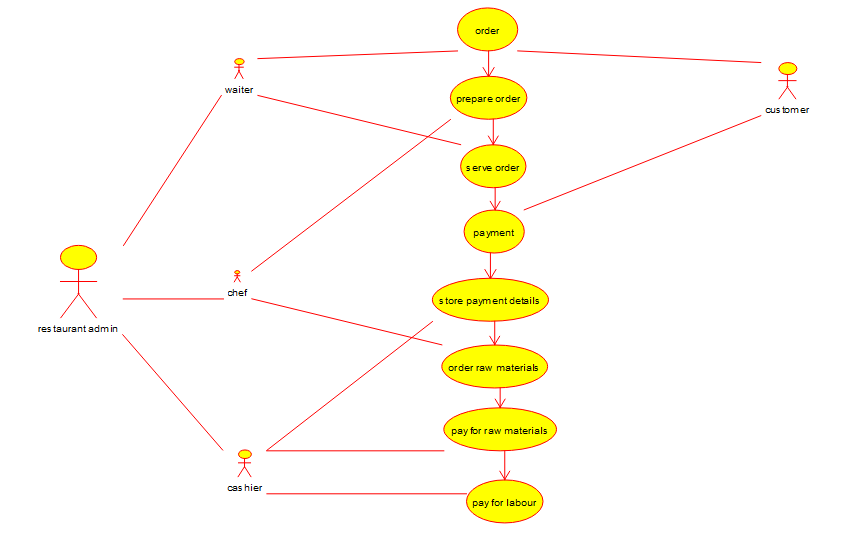 order
waiter
prepare order
customer
serve order
payment
chef
store payment details
restaurant admin
order raw materials
pay for raw materials
cashier
pay for labour